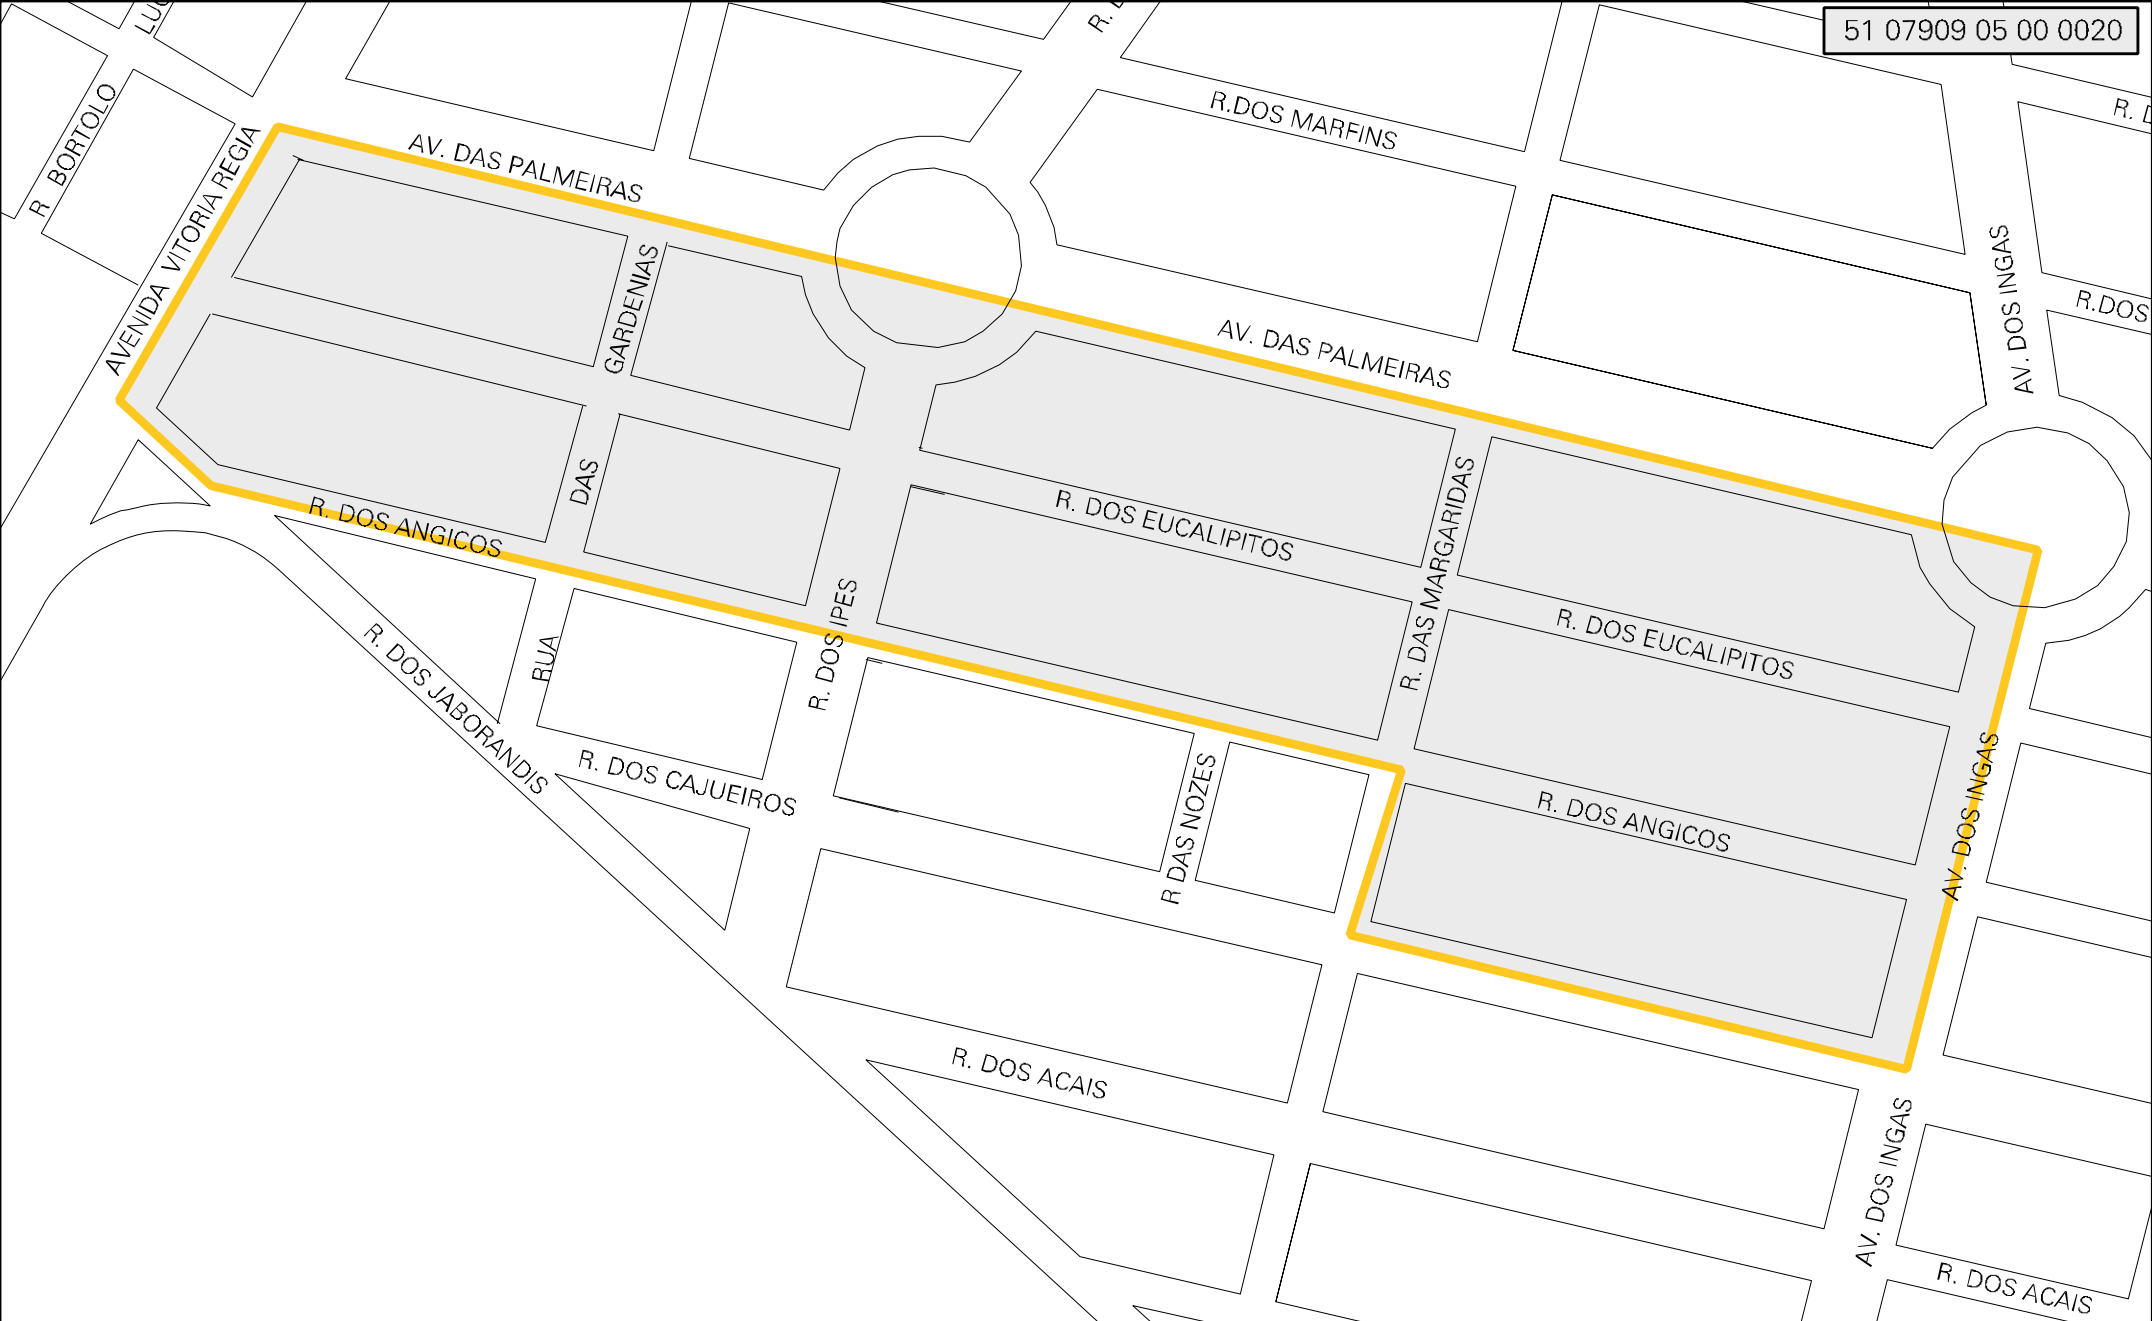 51 07909 05 00 0020
R. D
R.DOS MARFINS
R BORTOLO
AVENIDA VITORIA REGIA
AV. DAS PALMEIRAS
GARDENIAS
DAS
RUA
AV. DOS INGAS
R.DOS
AV. DAS PALMEIRAS
R. DOS ANGICOS
R. DOS EUCALIPITOS
R. DAS MARGARIDAS
R. DOS EUCALIPITOS
R. DOS IPES
R. DOS JABORANDIS
R. DOS CAJUEIROS
R DAS NOZES
R. DOS ANGICOS
AV. DOS INGAS
R. DOS ACAIS
AV. DOS INGAS
R. DOS ACAIS